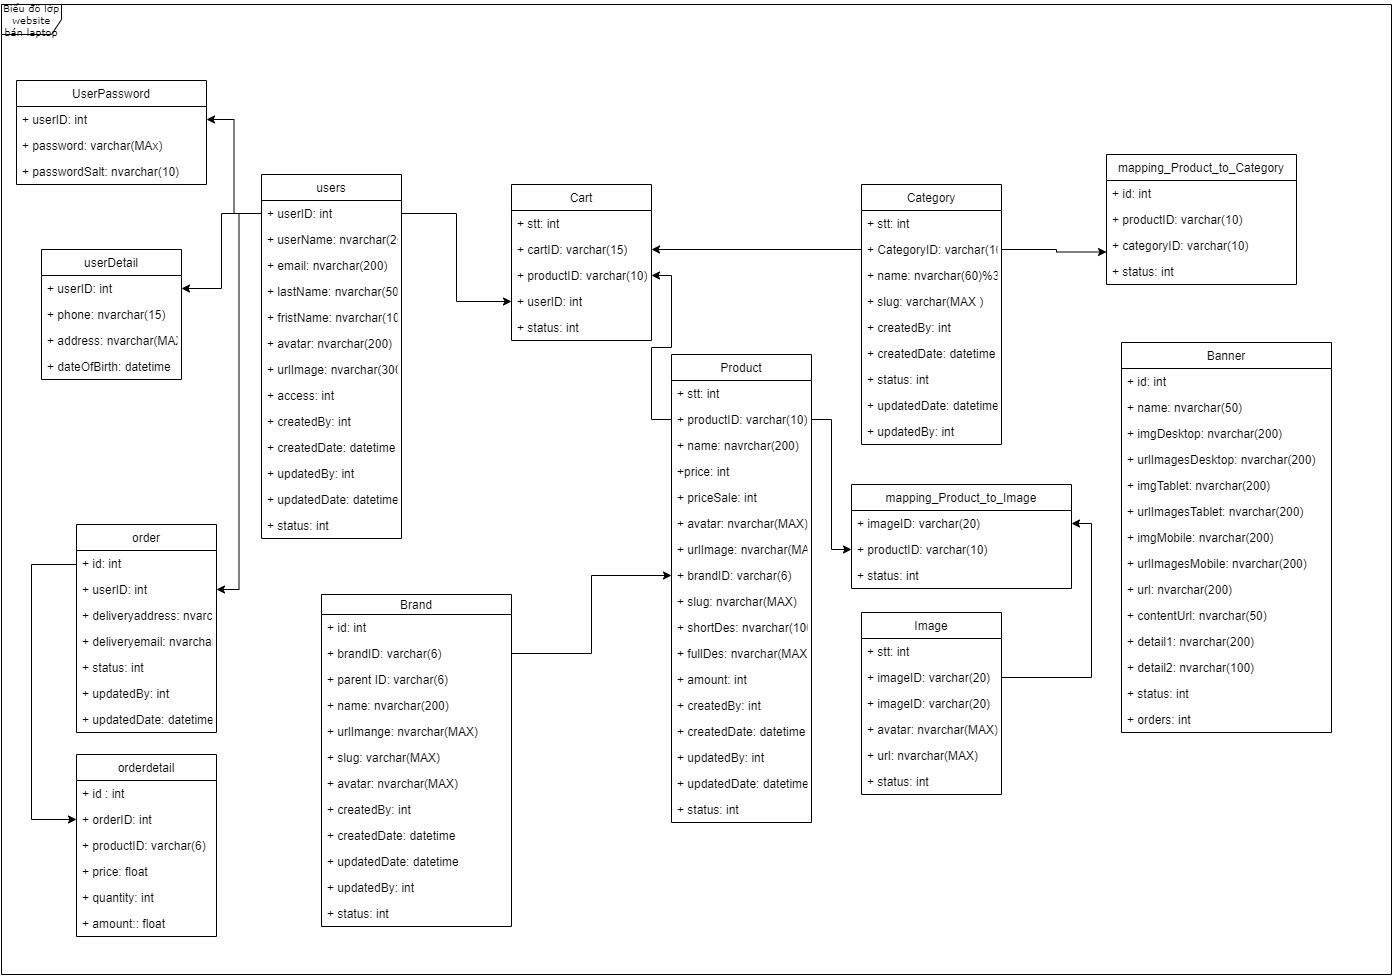 Biểu đồ lớp
website
bán laptop
UserPassword
+ userID: int
+ password: varchar(MAx)
+ passwordSalt: nvarchar(10)
userDetail
+ userID: int
+ phone: nvarchar(15)
+ address: nvarchar(MAX
+ dateOfBirth: datetime
users
+ userID: int
+ userName: nvarchar(2
+ email: nvarchar(200)
+ lastName: nvarchar(50
+ fristName: nvarchar(10
+ avatar: nvarchar(200)
+ urlImage: nvarchar(300
+ access: int
+ createdBy: int
+ createdDate: datetime
+ updatedBy: int
+ updatedDate: datetime
+ status: int
order
+ id: int
+ userID: int
+ deliveryaddress: nvarc
+ deliveryemail: nvarcha
+ status: int
+ updatedBy: int
+ updatedDate: datetime
orderdetail
+ id : int
+ orderID: int
+ productID: varchar(6)
+ price: float
+ quantity: int
+ amount:: float
Brand
+ id: int
+ brandID: varchar(6)
+ parent ID: varchar(6)
+ name: nvarchar(200)
+ urlImange: nvarchar(MAX)
+ slug: varchar(MAX)
+ avatar: nvarchar(MAX)
+ createdBy: int
+ createdDate: datetime
+ updatedDate: datetime
+ updatedBy: int
+ status: int
Cart
+ stt: int
+ cartID: varchar(15)
+ productID: varchar(10)
+ userID: int
+ status: int
Product
+ stt: int
+ productID: varchar(10)
+ name: navrchar(200)
+price: int
+ priceSale: int
+ avatar: nvarchar(MAX)
+ urlImage: nvarchar(MA
+ brandID: varchar(6)
+ slug: nvarchar(MAX)
+ shortDes: nvarchar(100
+ fullDes: nvarchar(MAX
+ amount: int
+ createdBy: int
+ createdDate: datetime
+ updatedBy: int
+ updatedDate: datetime
+ status: int
Category
+ stt: int
+ CategoryID: varchar(10
+ name: nvarchar(60)%3
+ slug: varchar(MAX )
+ createdBy: int
+ createdDate: datetime
+ status: int
+ updatedDate: datetime
+ updatedBy: int
mapping_Product_to_Image
+ imageID: varchar(20)
+ productID: varchar(10)
+ status: int
Image
+ stt: int
+ imageID: varchar(20)
+ imageID: varchar(20)
+ avatar: nvarchar(MAX)
+ url: nvarchar(MAX)
+ status: int
mapping_Product_to_Category
+ id: int
+ productID: varchar(10)
+ categoryID: varchar(10)
+ status: int
Banner
+ id: int
+ name: nvarchar(50)
+ imgDesktop: nvarchar(200)
+ urlImagesDesktop: nvarchar(200)
+ imgTablet: nvarchar(200)
+ urlImagesTablet: nvarchar(200)
+ imgMobile: nvarchar(200)
+ urlImagesMobile: nvarchar(200)
+ url: nvarchar(200)
+ contentUrl: nvarchar(50)
+ detail1: nvarchar(200)
+ detail2: nvarchar(100)
+ status: int
+ orders: int